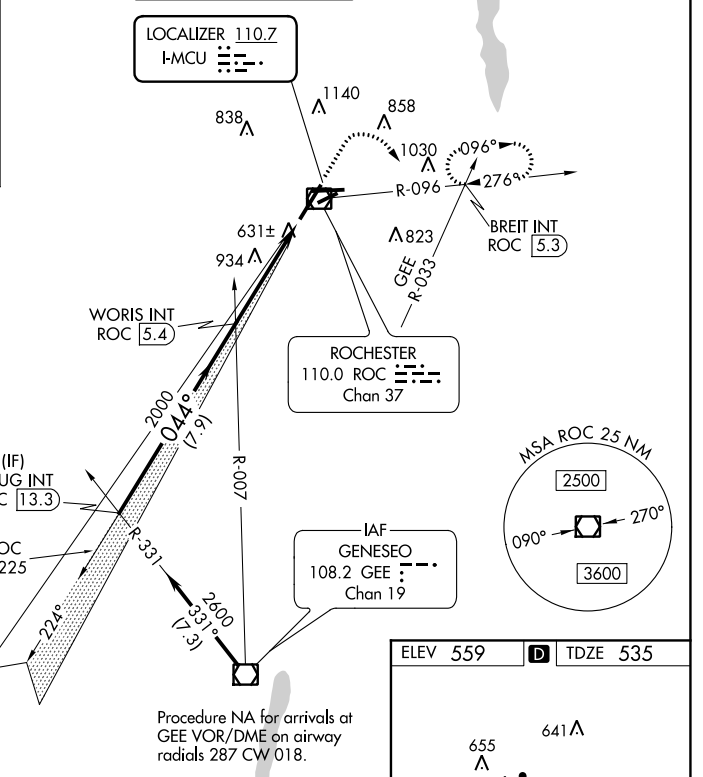 LOCALIZER 110.7
I-MCU
1140
838
858
1030
096°
R-096
276°
BREIT INT
ROC 5.3
631±
934
823
GEE
R-033
WORIS INT
ROC 5.4
ROCHESTER
110.0 ROC
Chan 37
2000
044°
(7.9)
R-007
MSA ROC 25 NM
2500
090°
270°
3600
(IF)
UG INT
C 13.3
OC
225
R-331
224°
IAF
GENESEO
108.2 GEE
Chan 19
2600
331°
(7.3)
Procedure NA for arrivals at
GEE VOR/DME on airway
radials 287 CW 018.
ELEV 559 D TDZE 535
641
655